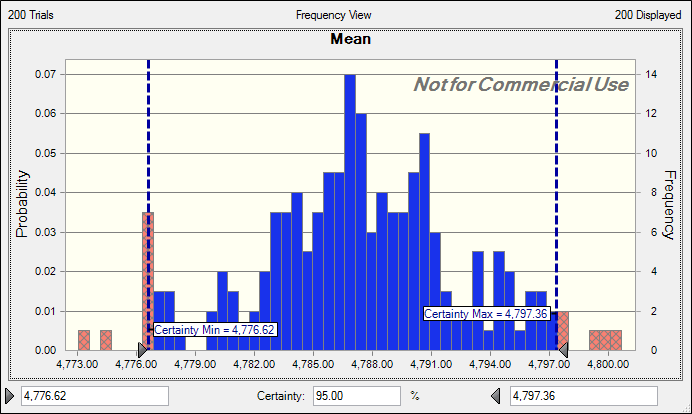 200 Trials Frequency View 200 Displayed
Mean
Not for Commercial Use
0.07 14
0.06 12
0.05 10
0.04 8
0.03 6
0.02 4
0.01 2
0.00 0
Probability
Frequency
Certainty Max = 4,797.36
Certainty Min = 4,776.62
4,773.00 4,776.00 4,779.00 4,782.00 4,785.00 4,788.00 4,791.00 4,794.00 4,797.00 4,800.00
4,776.62 Certainty: 95.00 % 4,797.36